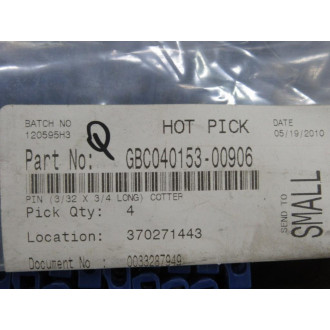 BATCH NO
120595H3
Q
HOT PICK
DATE
05/19/2010
Part No: GBC040153-00906
PIN (3/32 X 3/4 LONG) COTTER
Pick Qty: 4
Location: 370271443
Document No : 0033287949
SEND TO
SMALL